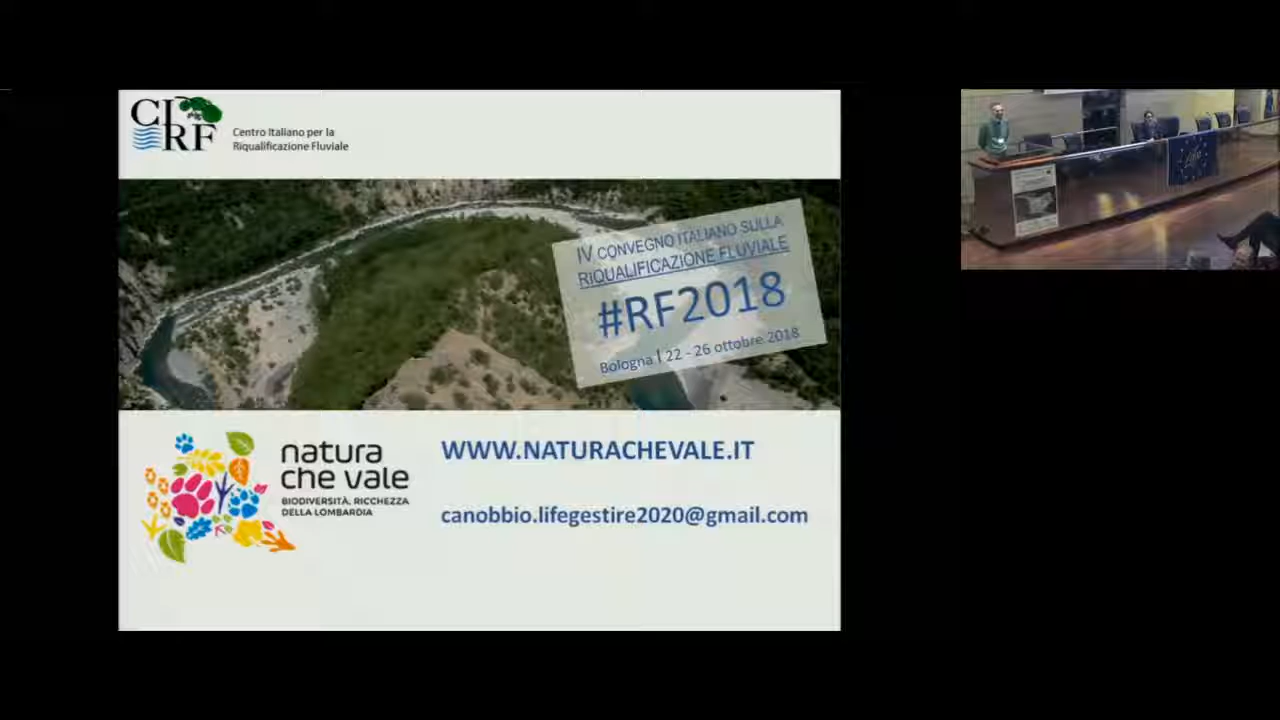 CIRF
Centro Italiano per la
Riqualificazione Fluviale
IV CONVEGNO ITALIANO SULLA
RIQUALIFICAZIONE FLUVIALE
#RF2018
Bologna | 22 - 26 ottobre 2018
natura
che vale
BIODIVERSITÀ, RICCHEZZA
DELLA LOMBARDIA
WWW.NATURACHEVALE.IT
canobbio.lifegestire2020@gmail.com